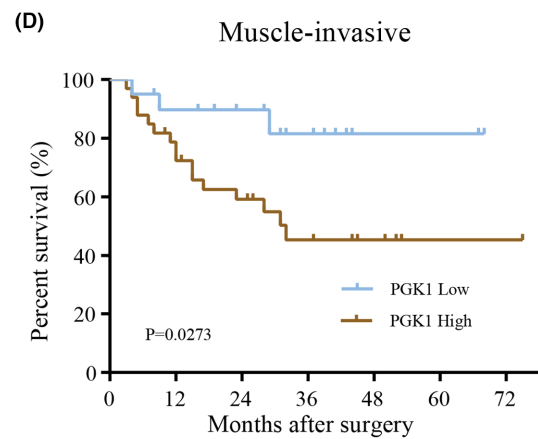 (D)
Muscle-invasive
Percent survival (%)
100
80
60
40
20
0
PGK1 Low
PGK1 High
P=0.0273
0 12 24 36 48 60 72
Months after surgery